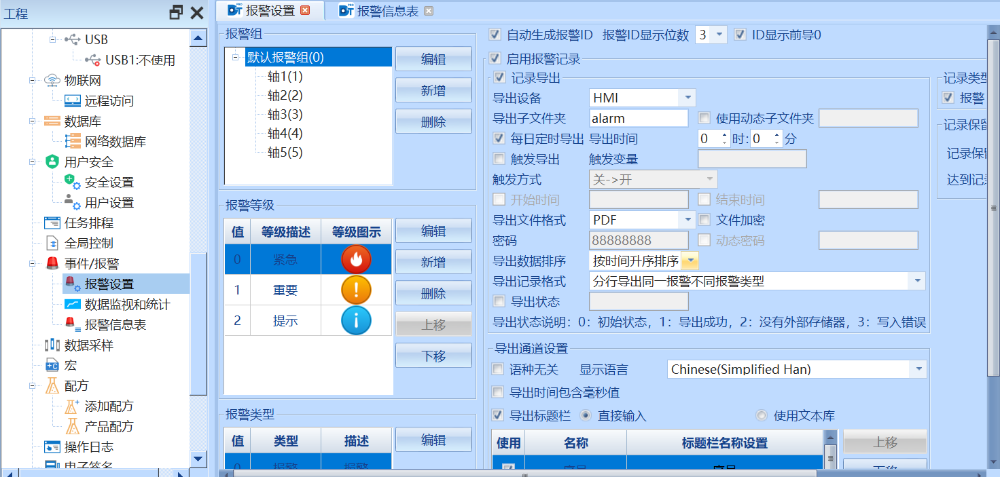 工程
USB
USB1:不使用
物联网
远程访问
数据库
网络数据库
用户安全
安全设置
用户设置
任务排程
全局控制
事件/报警
报警设置
数据监视和统计
报警信息表
数据采样
宏
配方
添加配方
产品配方
操作日志
电子签名
报警设置 报警信息表
报警组
默认报警组(0)
轴1(1)
轴2(2)
轴3(3)
轴4(4)
轴5(5)
编辑
新增
删除
报警等级
值 等级描述 等级图示
0 紧急
1 重要
2 提示
编辑
新增
删除
上移
下移
报警类型
值 类型 描述
0 报警 报警
编辑
自动生成报警ID 报警ID显示位数 3 ID显示前导0
启用报警记录
记录导出
导出设备 HMI
导出子文件夹 alarm 使用动态子文件夹
每日定时导出 导出时间 0 时: 0 分
触发导出 触发变量
触发方式 关->开
开始时间 结束时间
导出文件格式 PDF 文件加密
密码 88888888 动态密码
导出数据排序 按时间升序排序
导出记录格式 分行导出同一报警不同报警类型
导出状态
导出状态说明：0：初始状态，1：导出成功，2：没有外部存储器，3：写入错误
导出通道设置
语种无关 显示语言 Chinese(Simplified Han)
导出时间包含毫秒值
导出标题栏 直接输入 使用文本库
使用 名称 标题栏名称设置
序号 序号
上移
下移
记录类型
报警
记录保留
记录保
达到记